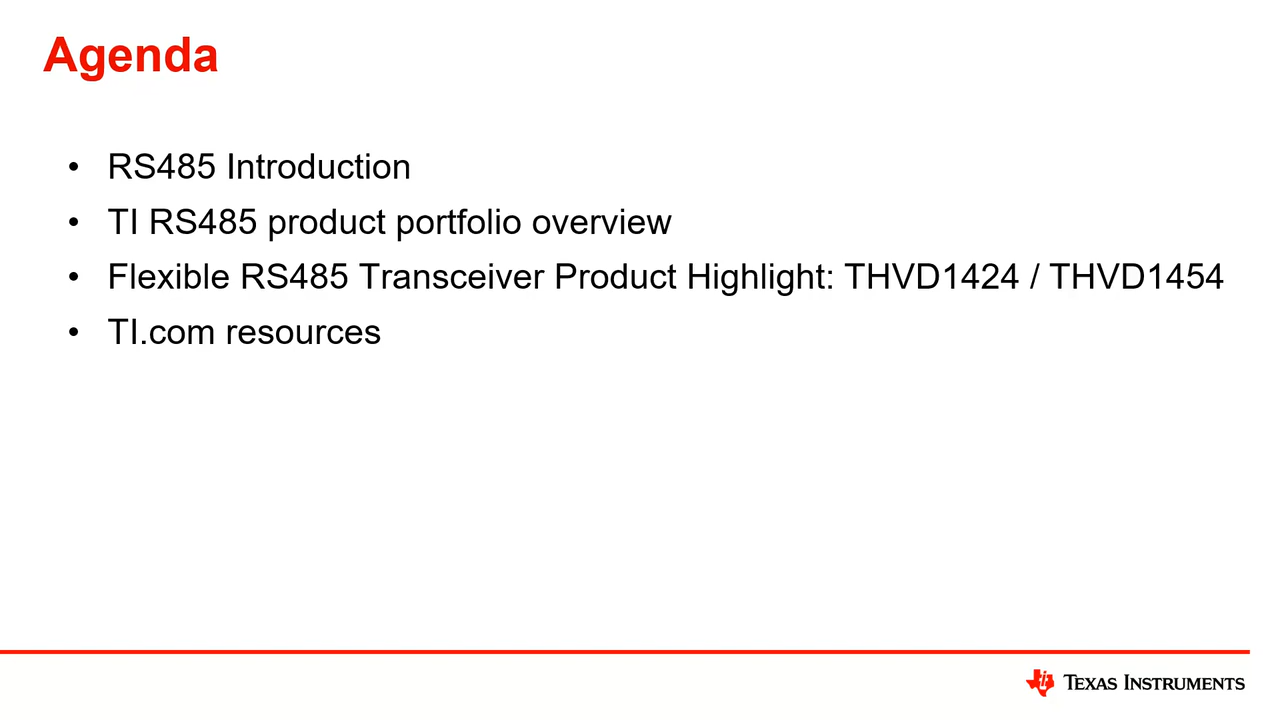 Agenda
• RS485 Introduction
• TI RS485 product portfolio overview
• Flexible RS485 Transceiver Product Highlight: THVD1424 / THVD1454
• TI.com resources
TEXAS INSTRUMENTS